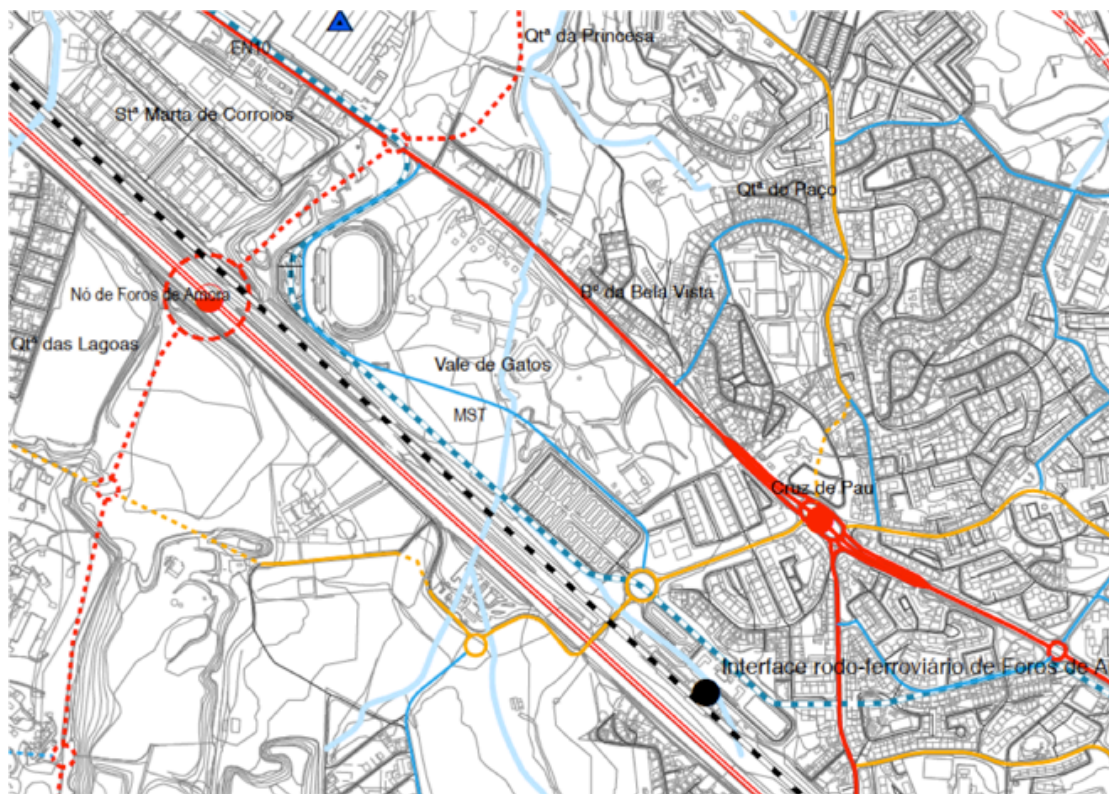 Qtª da Princesa
EN10
Stª Marta de Corroios
Qtª do Paço
Nó de Foros de Amora
Bº da Bela Vista
Qtª das Lagoas
Vale de Gatos
MST
Cruz de Pau
Interface rodo-ferroviário de Foros de A